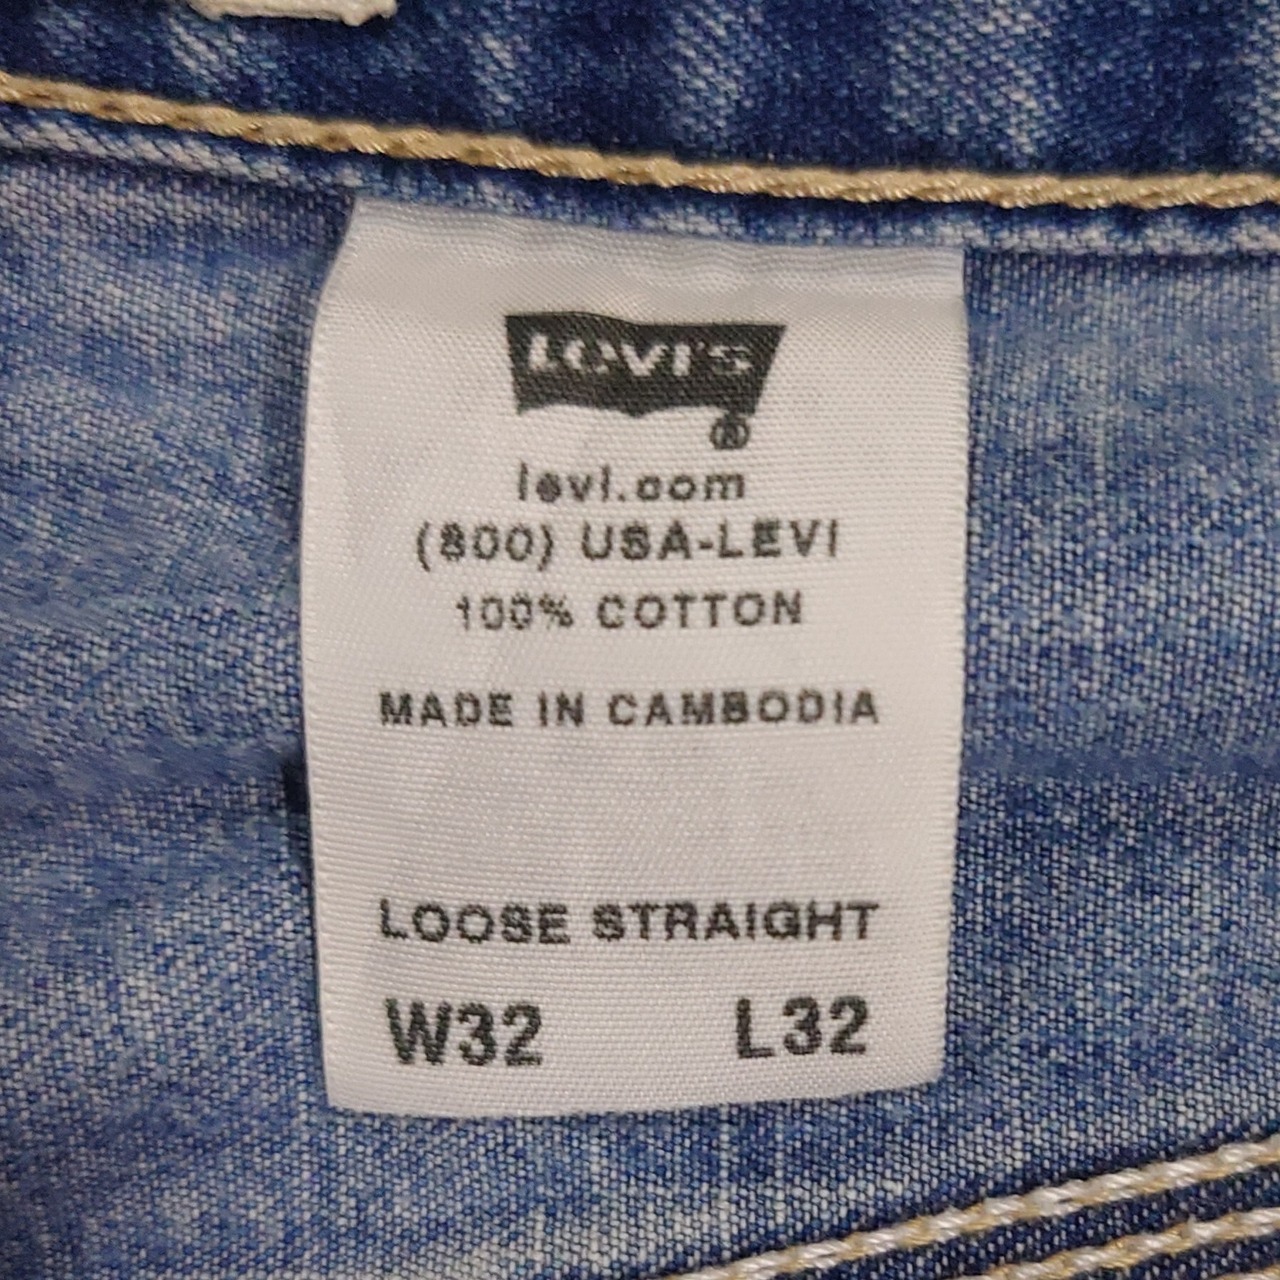 LEVI'S
®
levi.com
(800) USA-LEVI
100% COTTON
MADE IN CAMBODIA
LOOSE STRAIGHT
W32 L32